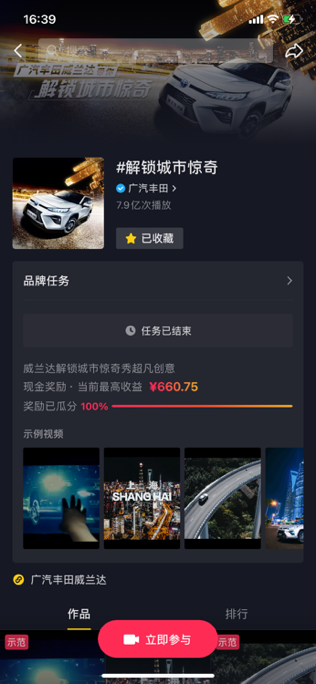 16:39
广汽丰田威兰达
解锁城市惊奇
#解锁城市惊奇
广汽丰田
7.9亿次播放
已收藏
品牌任务
任务已结束
威兰达解锁城市惊奇秀超凡创意
现金奖励·当前最高收益 ¥660.75
奖励已瓜分 100%
示例视频
上 海
SHANG HAI
广汽丰田威兰达
作品 排行
示范 示范
立即参与